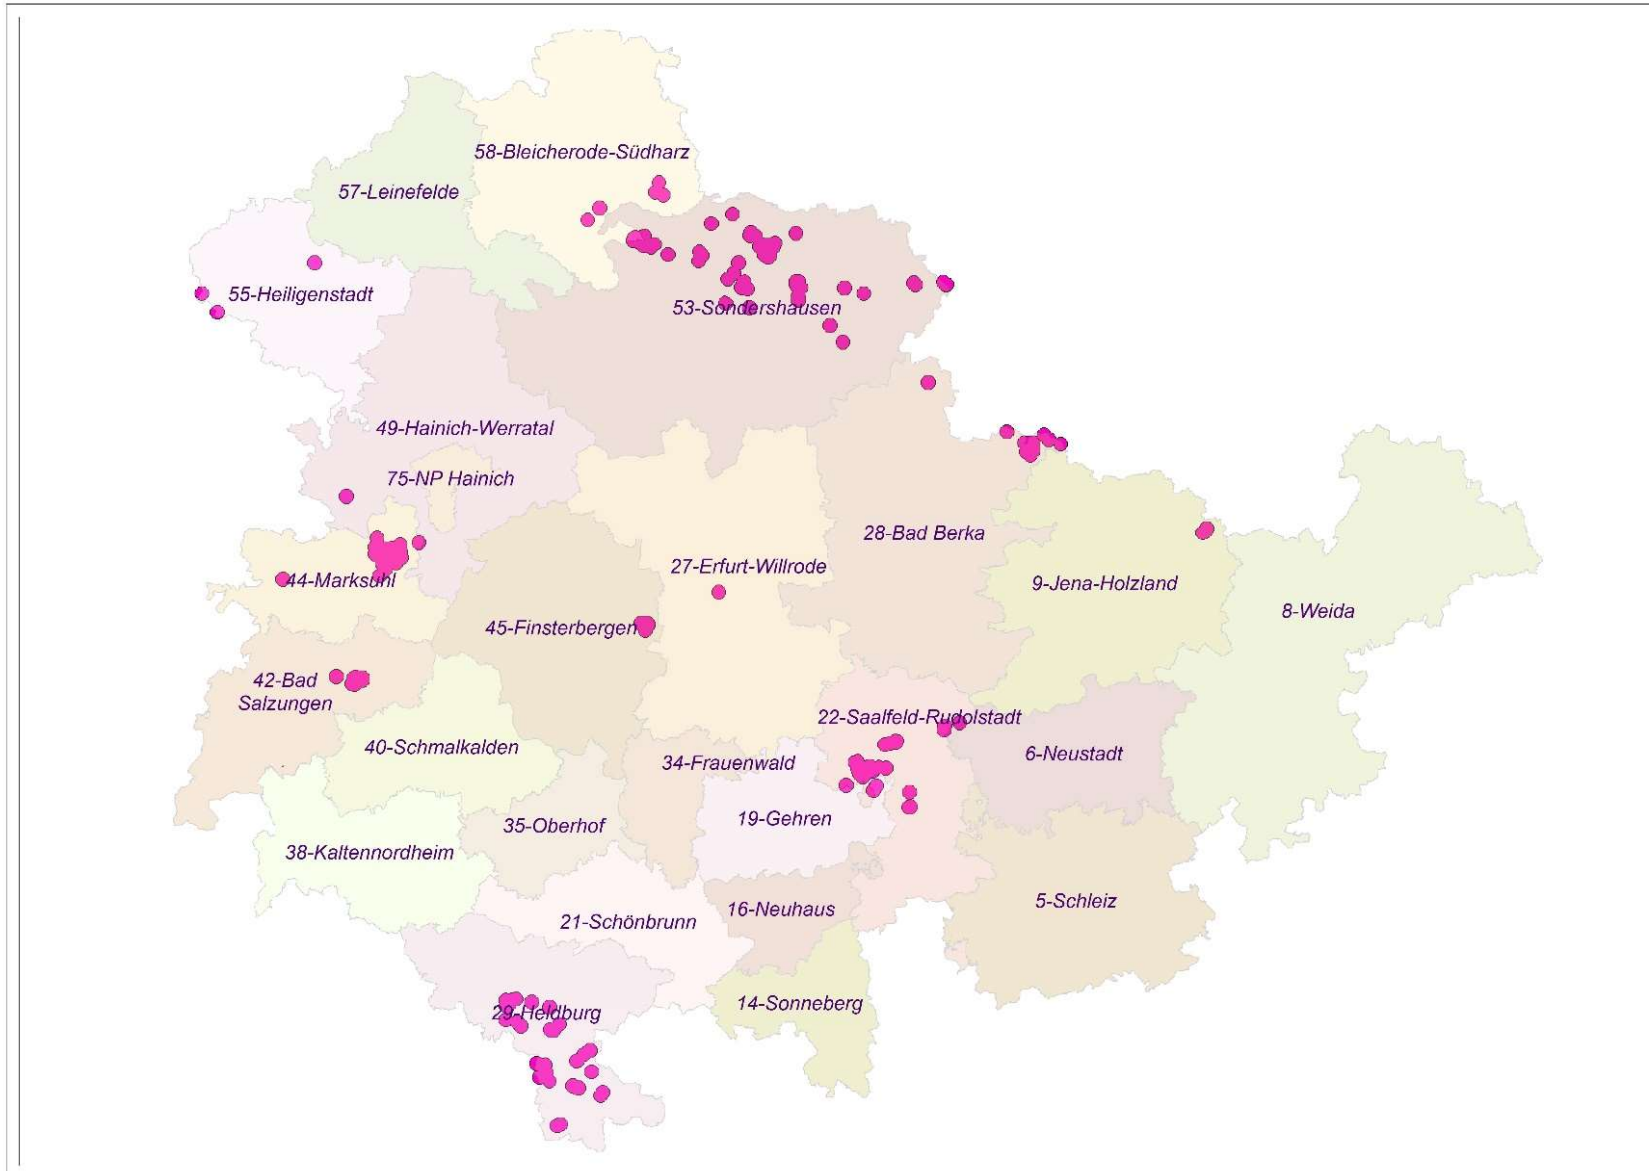 58-Bleicherode-Südharz
57-Leinefelde
55-Heiligenstadt
53-Sondershausen
49-Hainich-Werratal
75-NP Hainich
28-Bad Berka
27-Erfurt-Willrode
44-Marksuhl
9-Jena-Holzland
8-Weida
45-Finsterbergen
42-Bad
Salzungen
22-Saalfeld-Rudolstadt
40-Schmalkalden
34-Frauenwald
6-Neustadt
19-Gehren
35-Oberhof
38-Kaltennordheim
5-Schleiz
16-Neuhaus
21-Schönbrunn
14-Sonneberg
29-Heldburg